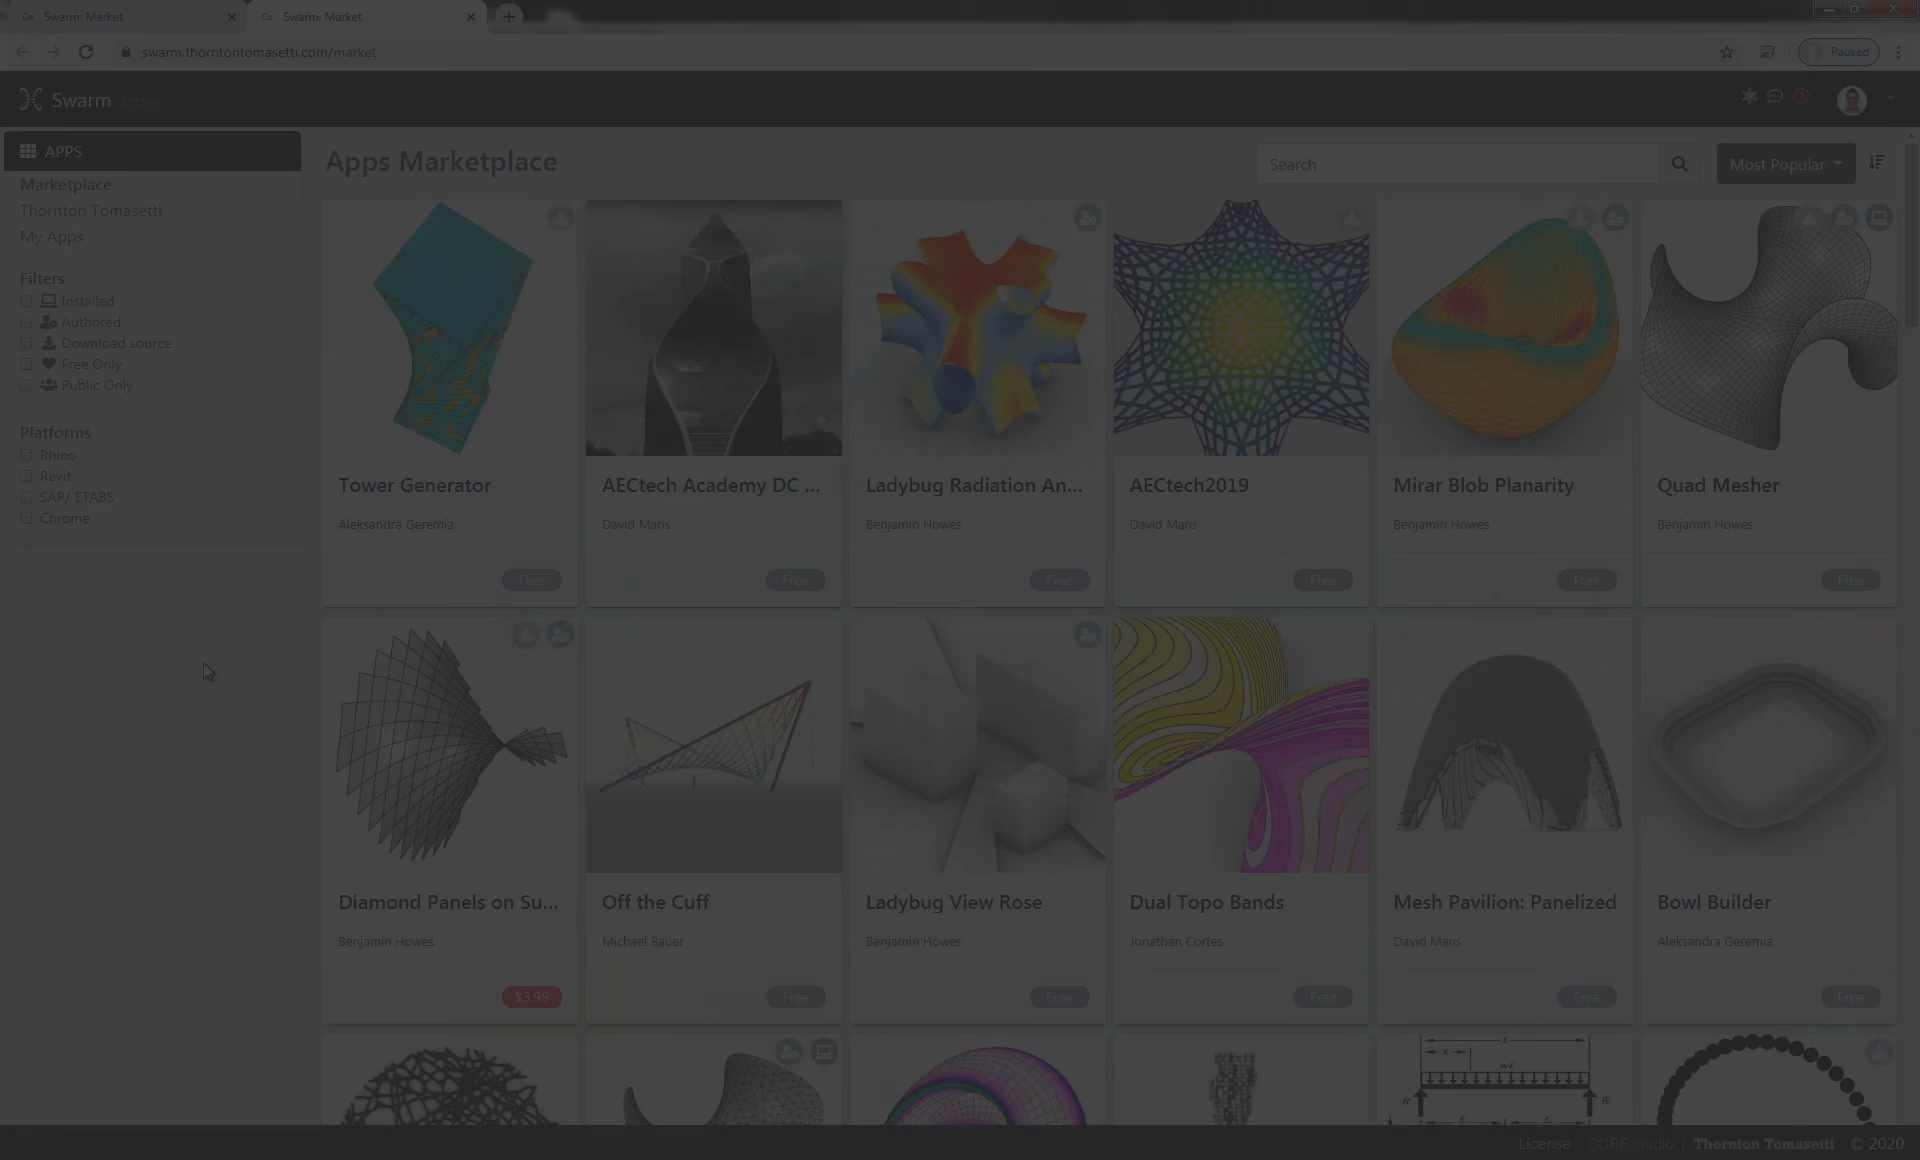 Swarm: Market
Swarm: Market
swarm.thorntontomasetti.com/market
Paused
Swarm
APPS
Marketplace
Thornton Tomasetti
My Apps
Filters
Installed
Authored
Download source
Free Only
Public Only
Platforms
Rhino
Revit
SAP/ ETABS
Chrome
Apps Marketplace
Search
Most Popular
Tower Generator
Aleksandra Geremia
Free
AECtech Academy DC ...
David Mans
Free
Ladybug Radiation An...
Benjamin Howes
Free
AECtech2019
David Mans
Free
Mirar Blob Planarity
Benjamin Howes
Free
Quad Mesher
Benjamin Howes
Free
Diamond Panels on Su...
Benjamin Howes
$3.99
Off the Cuff
Michael Bauer
Free
Ladybug View Rose
Benjamin Howes
Free
Dual Topo Bands
Jonathan Cortes
Free
Mesh Pavilion: Panelized
David Mans
Free
Bowl Builder
Aleksandra Geremia
Free
License CORE studio | Thornton Tomasetti © 2020